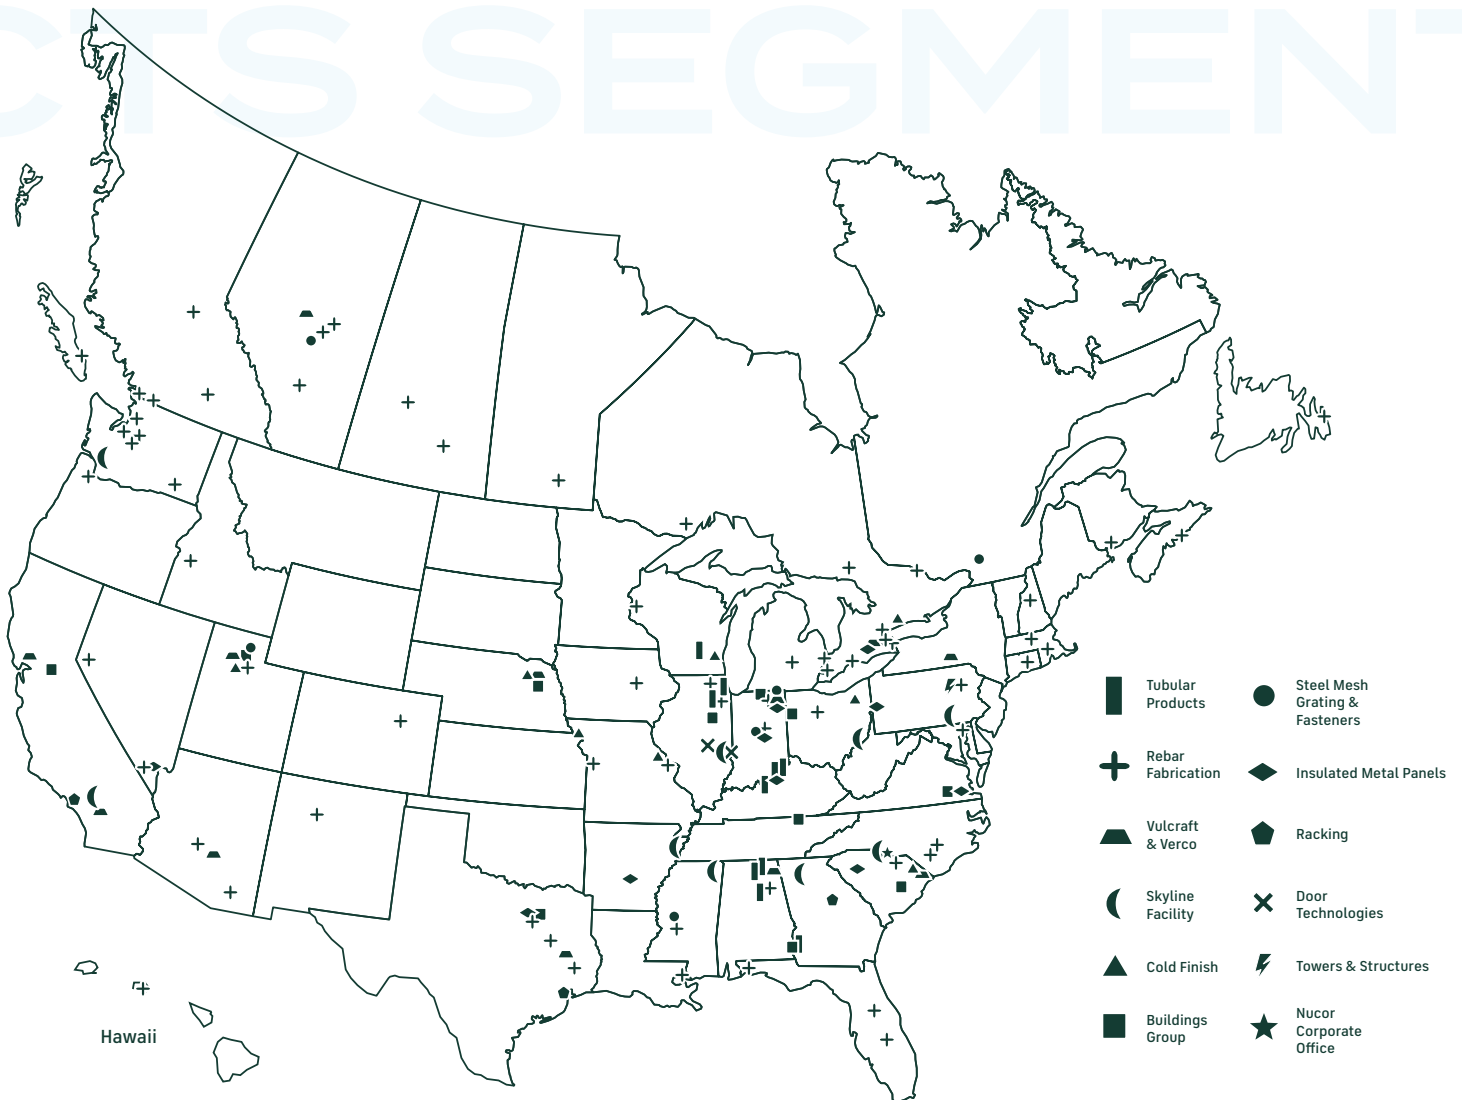 CTS SEGMENT
Tubular
Products
Steel Mesh
Grating &
Fasteners
Rebar
Fabrication
Insulated Metal Panels
Vulcraft
& Verco
Racking
Skyline
Facility
Door
Technologies
Cold Finish
Towers & Structures
Buildings
Group
Nucor
Corporate
Office
Hawaii